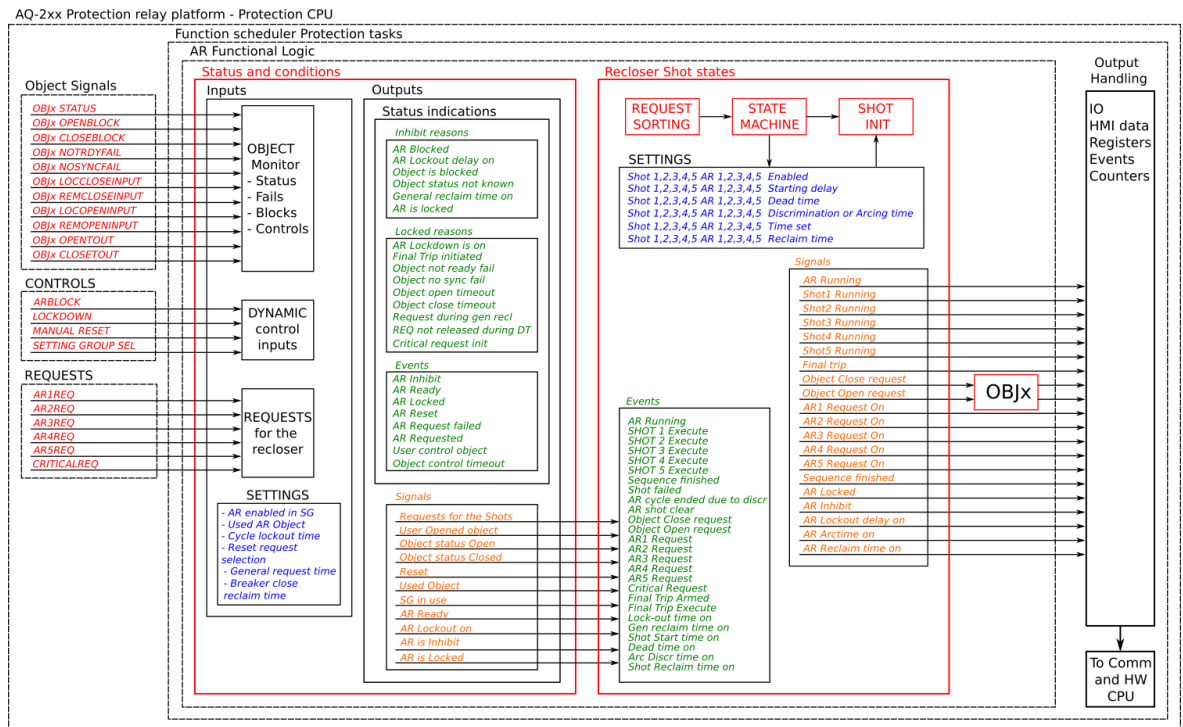 AQ-2xx Protection relay platform - Protection CPU
Function scheduler Protection tasks
AR Functional Logic
Object Signals
OBJx STATUS
OBJx OPENBLOCK
OBJx CLOSEBLOCK
OBJx NOTRDYFAIL
OBJx NOSYNCFAIL
OBJx LOCCLOSEINPUT
OBJx REMCLOSEINPUT
OBJx LOCOPENINPUT
OBJx REMOPENINPUT
OBJx OPENTOUT
OBJx CLOSETOUT
CONTROLS
ARBLOCK
LOCKDOWN
MANUAL RESET
SETTING GROUP SEL
REQUESTS
AR1REQ
AR2REQ
AR3REQ
AR4REQ
AR5REQ
CRITICALREQ
Status and conditions
Inputs
OBJECT
Monitor
- Status
- Fails
- Blocks
- Controls
DYNAMIC
control
inputs
REQUESTS
for the
recloser
SETTINGS
- AR enabled in SG
- Used AR Object
- Cycle lockout time
- Reset request
selection
- General request time
- Breaker close
reclaim time
Outputs
Status indications
Inhibit reasons
AR Blocked
AR Lockout delay on
Object is blocked
Object status not known
General reclaim time on
AR is locked
Locked reasons
AR Lockdown is on
Final Trip initiated
Object not ready fail
Object no sync fail
Object open timeout
Object close timeout
Request during gen recl
REQ not released during DT
Critical request init
Events
AR Inhibit
AR Ready
AR Locked
AR Reset
AR Request failed
AR Requested
User control object
Object control timeout
Signals
Requests for the Shots
User Opened object
Object status Open
Object status Closed
Reset
Used Object
SG in use
AR Ready
AR Lockout on
AR is Inhibit
AR is Locked
Recloser Shot states
REQUEST
SORTING
STATE
MACHINE
SHOT
INIT
SETTINGS
Shot 1,2,3,4,5 AR 1,2,3,4,5 Enabled
Shot 1,2,3,4,5 AR 1,2,3,4,5 Starting delay
Shot 1,2,3,4,5 AR 1,2,3,4,5 Dead time
Shot 1,2,3,4,5 AR 1,2,3,4,5 Discrimination or Arcing time
Shot 1,2,3,4,5 AR 1,2,3,4,5 Time set
Shot 1,2,3,4,5 AR 1,2,3,4,5 Reclaim time
Events
AR Running
SHOT 1 Execute
SHOT 2 Execute
SHOT 3 Execute
SHOT 4 Execute
SHOT 5 Execute
Sequence finished
Shot failed
AR cycle ended due to discr
AR shot clear
Object Close request
Object Open request
AR1 Request
AR2 Request
AR3 Request
AR4 Request
AR5 Request
Critical Request
Final Trip Armed
Final Trip Execute
Lock-out time on
Gen reclaim time on
Shot Start time on
Dead time on
Arc Discr time on
Shot Reclaim time on
Signals
AR Running
Shot1 Running
Shot2 Running
Shot3 Running
Shot4 Running
Shot5 Running
Final trip
Object Close request
Object Open request
AR1 Request On
AR2 Request On
AR3 Request On
AR4 Request On
AR5 Request On
Sequence finished
AR Locked
AR Inhibit
AR Lockout delay on
AR Arctime on
AR Reclaim time on
OBJx
Output
Handling
IO
HMI data
Registers
Events
Counters
To Comm
and HW
CPU